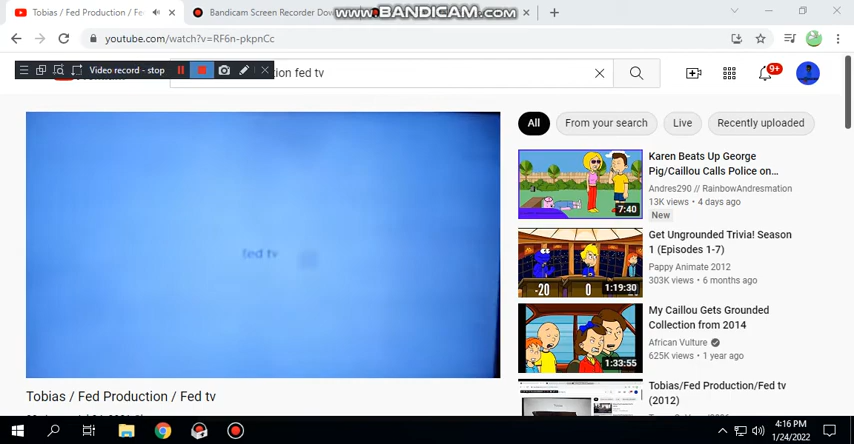 Tobias / Fed Production / Fe
Bandicam Screen Recorder Dow
www.BANDICAM.com
youtube.com/watch?v=RF6n-pkpnCc
Video record - stop
ion fed tv
9+
All
From your search
Live
Recently uploaded
fed tv
Karen Beats Up George
Pig/Caillou Calls Police on...
Andres290 // RainbowAndresmation
13K views • 4 days ago
New
7:40
Get Ungrounded Trivia! Season
1 (Episodes 1-7)
Pappy Animate 2012
303K views • 6 months ago
-20
0
1:19:30
My Caillou Gets Grounded
Collection from 2014
African Vulture
625K views • 1 year ago
1:33:55
Tobias/Fed Production/Fed tv
(2012)
Tobias / Fed Production / Fed tv
4:16 PM
1/24/2022